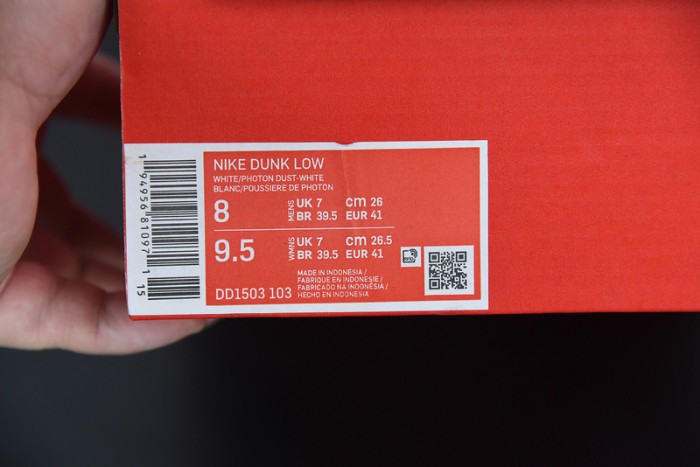 NIKE DUNK LOW
WHITE/PHOTON DUST-WHITE
BLANC/POUSSIERE DE PHOTON
8 MENS UK 7 cm 26
BR 39.5 EUR 41
9.5 WMNS UK 7 cm 26.5
BR 39.5 EUR 41
MADE IN INDONESIA /
FABRIQUE EN INDONESIE /
FABRICADO NA INDONÉSIA /
DD1503 103 HECHO EN INDONESIA
1 94956 81097 1 15